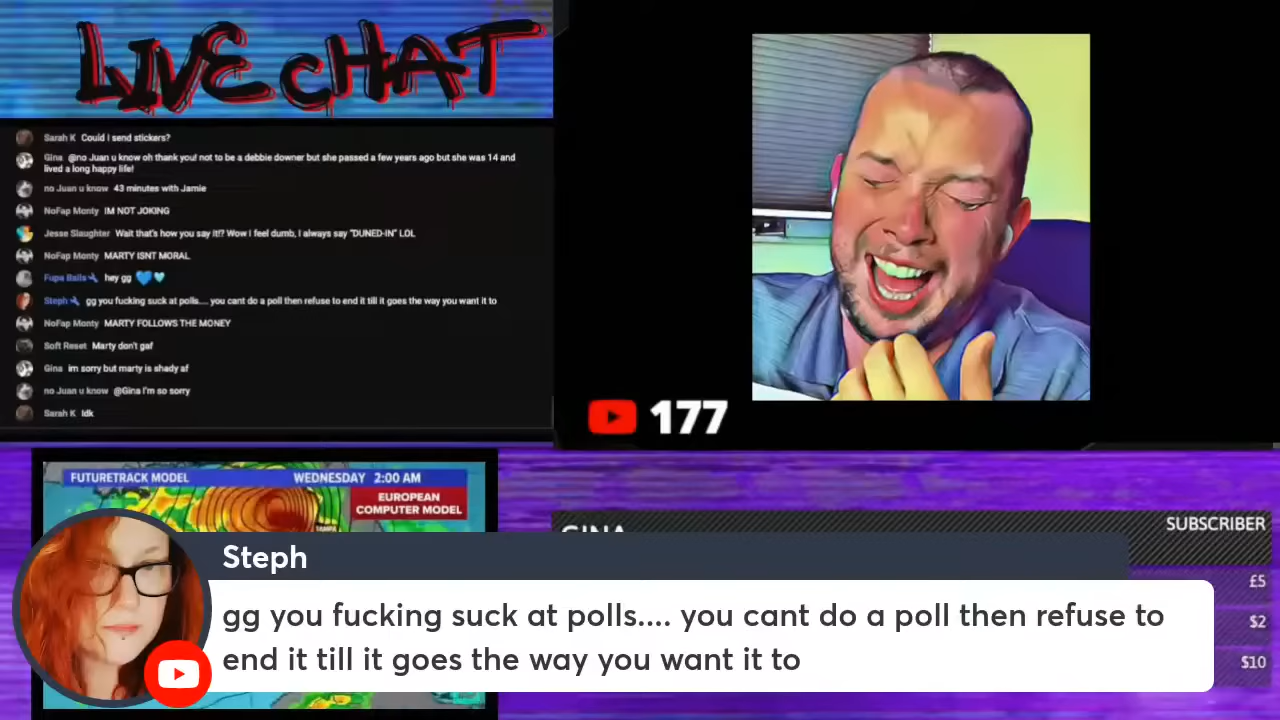 LIVE CHAT
Sarah K Could I send stickers?
Gina @no Juan u know oh thank you! not to be a debbie downer but she passed a few years ago but she was 14 and
lived a long happy life!
no Juan u know 43 minutes with Jamie
NoFap Monty IM NOT JOKING
Jesse Slaughter Wait that's how you say it!? Wow I feel dumb, I always say "DUNED-IN" LOL
NoFap Monty MARTY ISNT MORAL
Fupa Balls hey gg
Steph gg you fucking suck at polls.... you cant do a poll then refuse to end it till it goes the way you want it to
NoFap Monty MARTY FOLLOWS THE MONEY
Soft Reset Marty don't gaf
Gina im sorry but marty is shady af
no Juan u know @Gina I'm so sorry
Sarah K Idk
177
FUTURETRACK MODEL WEDNESDAY 2:00 AM
EUROPEAN
COMPUTER MODEL
TAMPA
GINA
SUBSCRIBER
£5
$2
$10
Steph
gg you fucking suck at polls.... you cant do a poll then refuse to
end it till it goes the way you want it to